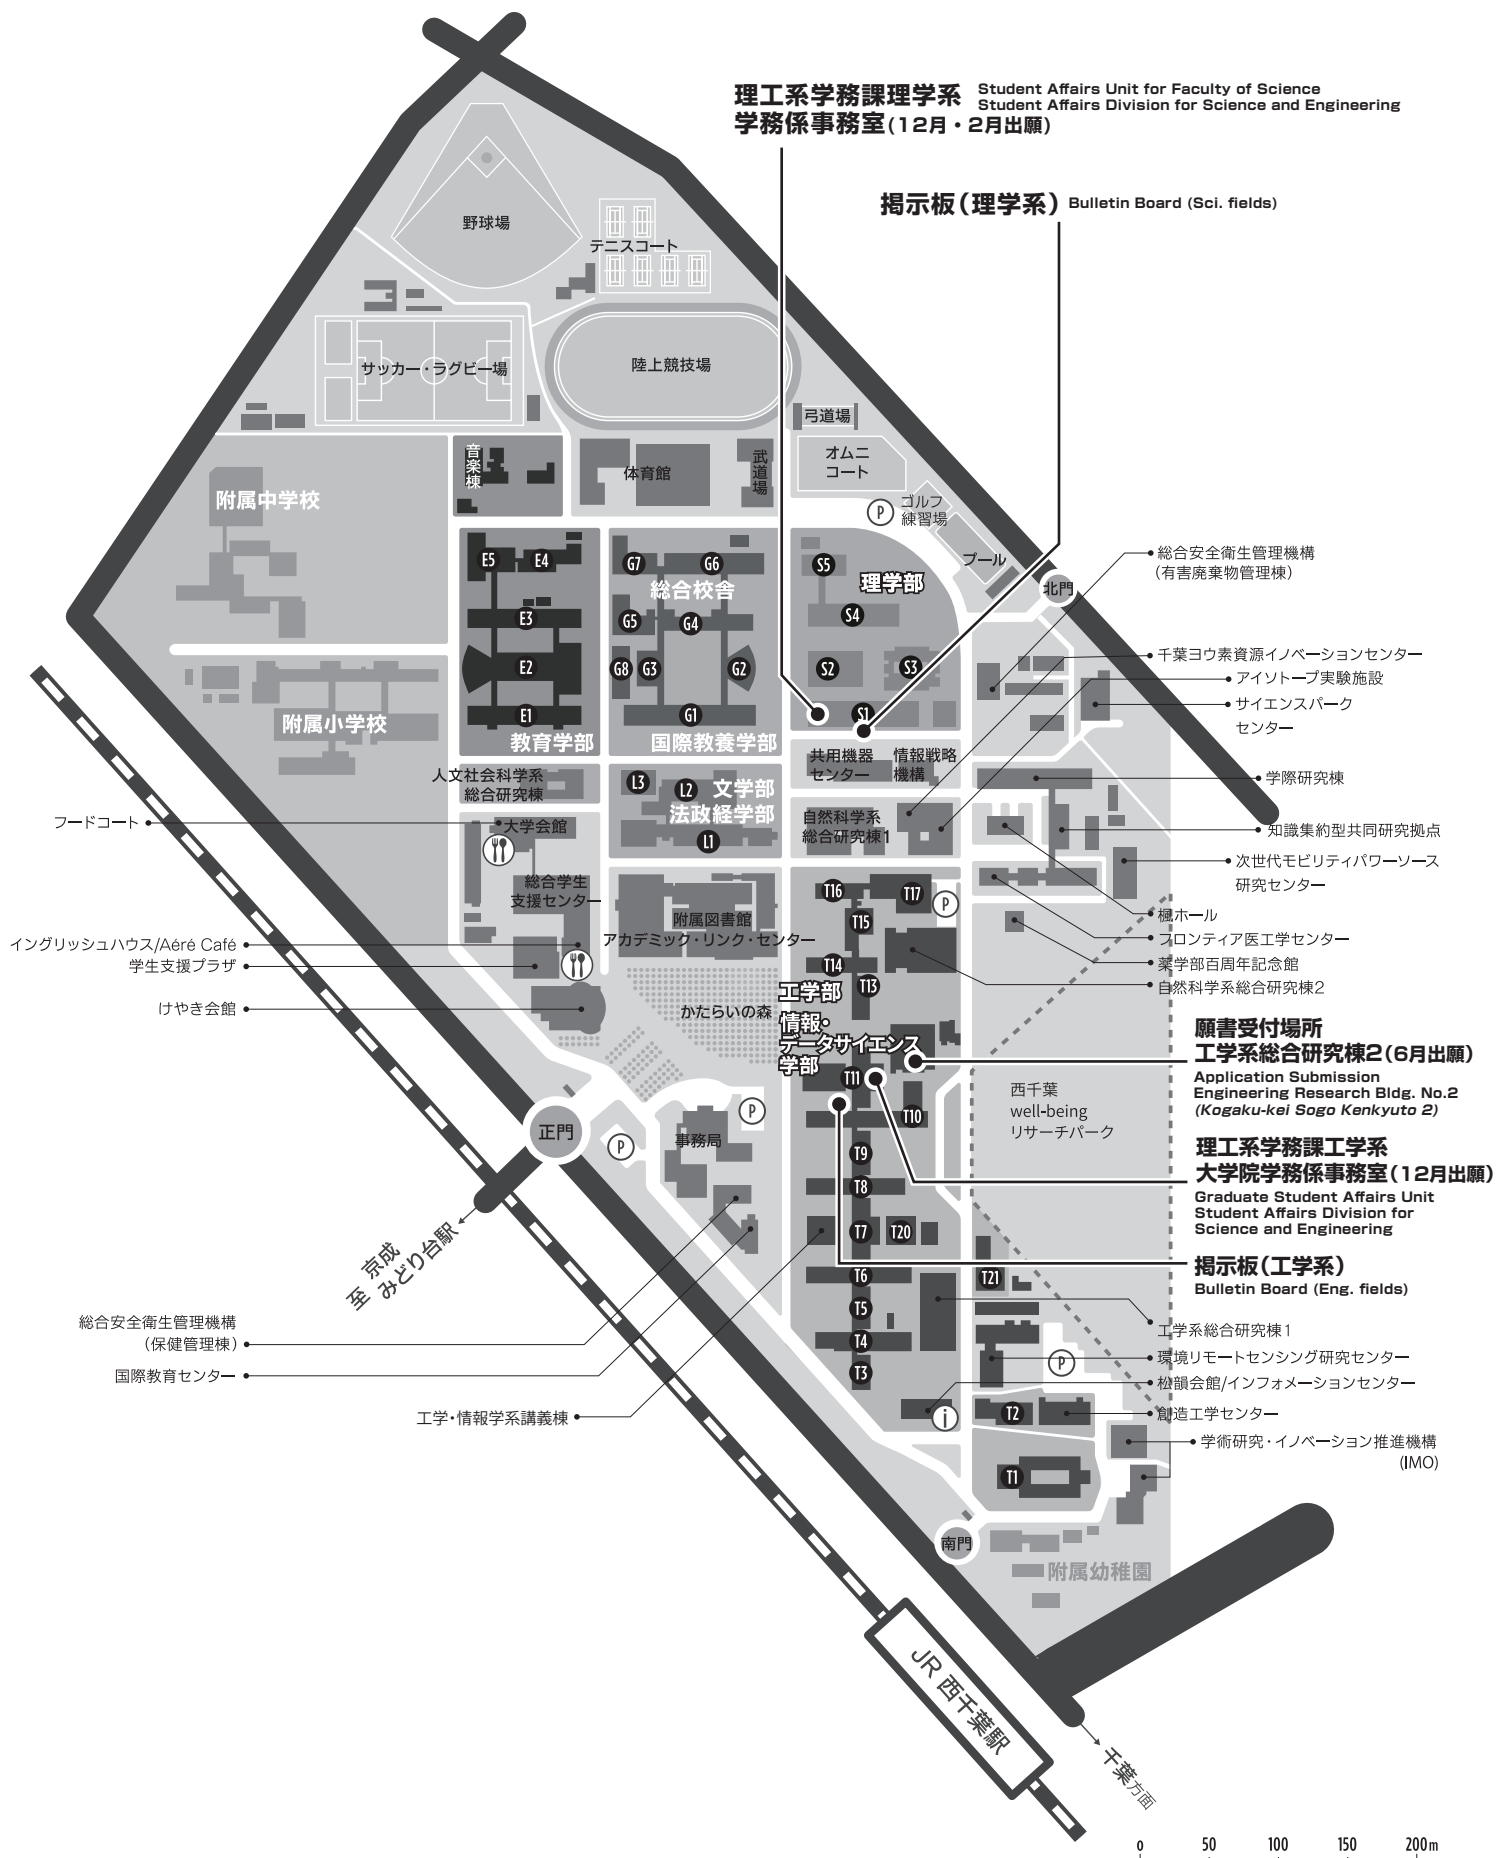 理工系学務課理学系
学務係事務室(12月・2月出願)
Student Affairs Unit for Faculty of Science
Student Affairs Division for Science and Engineering
掲示板(理学系)
Bulletin Board (Sci. fields)
野球場
テニスコート
サッカー・ラグビー場
陸上競技場
弓道場
オムニ
コート
音楽棟
体育館
武道場
附属中学校
P
ゴルフ
練習場
プール
E5
E4
G7
G6
S5
理学部
北門
総合安全衛生管理機構
(有害廃棄物管理棟)
総合校舎
E3
G5
G4
S4
E2
G8
G3
G2
S2
S3
千葉ヨウ素資源イノベーションセンター
アイソトープ実験施設
サイエンスパーク
センター
附属小学校
E1
G1
S1
教育学部
国際教養学部
共用機器
センター
情報戦略
機構
人文社会科学系
総合研究棟
L3
L2
文学部
法政経学部
L1
学際研究棟
フードコート
大学会館
自然科学系
総合研究棟1
知識集約型共同研究拠点
次世代モビリティパワーソース
研究センター
総合学生
支援センター
T16
T17
P
附属図書館
アカデミック・リンク・センター
T15
楓ホール
フロンティア医工学センター
薬学部百周年記念館
自然科学系総合研究棟2
イングリッシュハウス/Aéré Café
学生支援プラザ
T14
T13
けやき会館
かたらいの森
工学部
情報・
データサイエンス
学部
願書受付場所
工学系総合研究棟2(6月出願)
Application Submission
Engineering Research Bldg. No.2
(Kogaku-kei Sogo Kenkyuto 2)
T11
T10
西千葉
well-being
リサーチパーク
正門
P
P
事務局
T9
T8
理工系学務課工学系
大学院学務係事務室(12月出願)
Graduate Student Affairs Unit
Student Affairs Division for
Science and Engineering
T7
T20
至 京成
みどり台駅
掲示板(工学系)
Bulletin Board (Eng. fields)
T6
T21
T5
T4
T3
総合安全衛生管理機構
(保健管理棟)
国際教育センター
工学・情報学系講義棟
工学系総合研究棟1
P
環境リモートセンシング研究センター
松韻会館/インフォメーションセンター
i
T2
創造工学センター
学術研究・イノベーション推進機構
(IMO)
T1
南門
附属幼稚園
JR 西千葉駅
千葉方面
0 50 100 150 200m